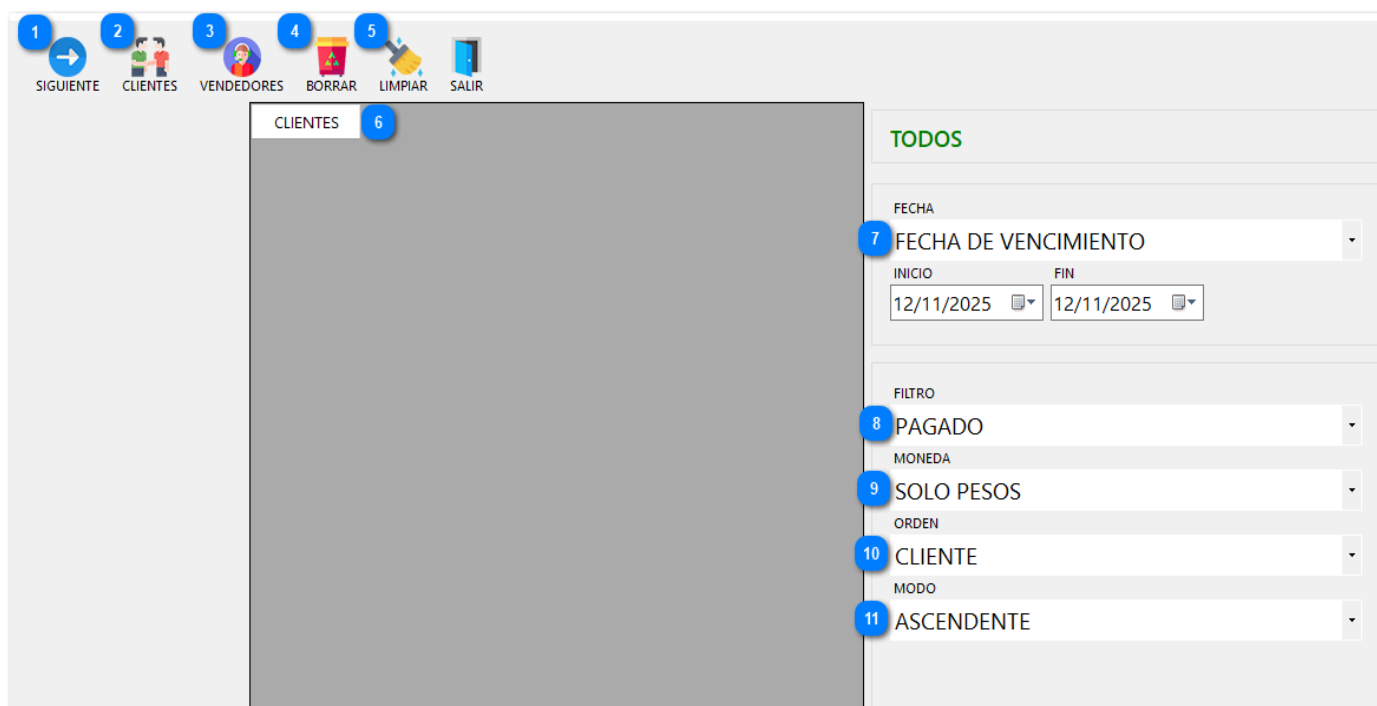 1 2 3 4 5
SIGUIENTE CLIENTES VENDEDORES BORRAR LIMPIAR SALIR
CLIENTES 6
TODOS
FECHA
7 FECHA DE VENCIMIENTO
INICIO FIN
12/11/2025 12/11/2025
FILTRO
8 PAGADO
MONEDA
9 SOLO PESOS
ORDEN
10 CLIENTE
MODO
11 ASCENDENTE